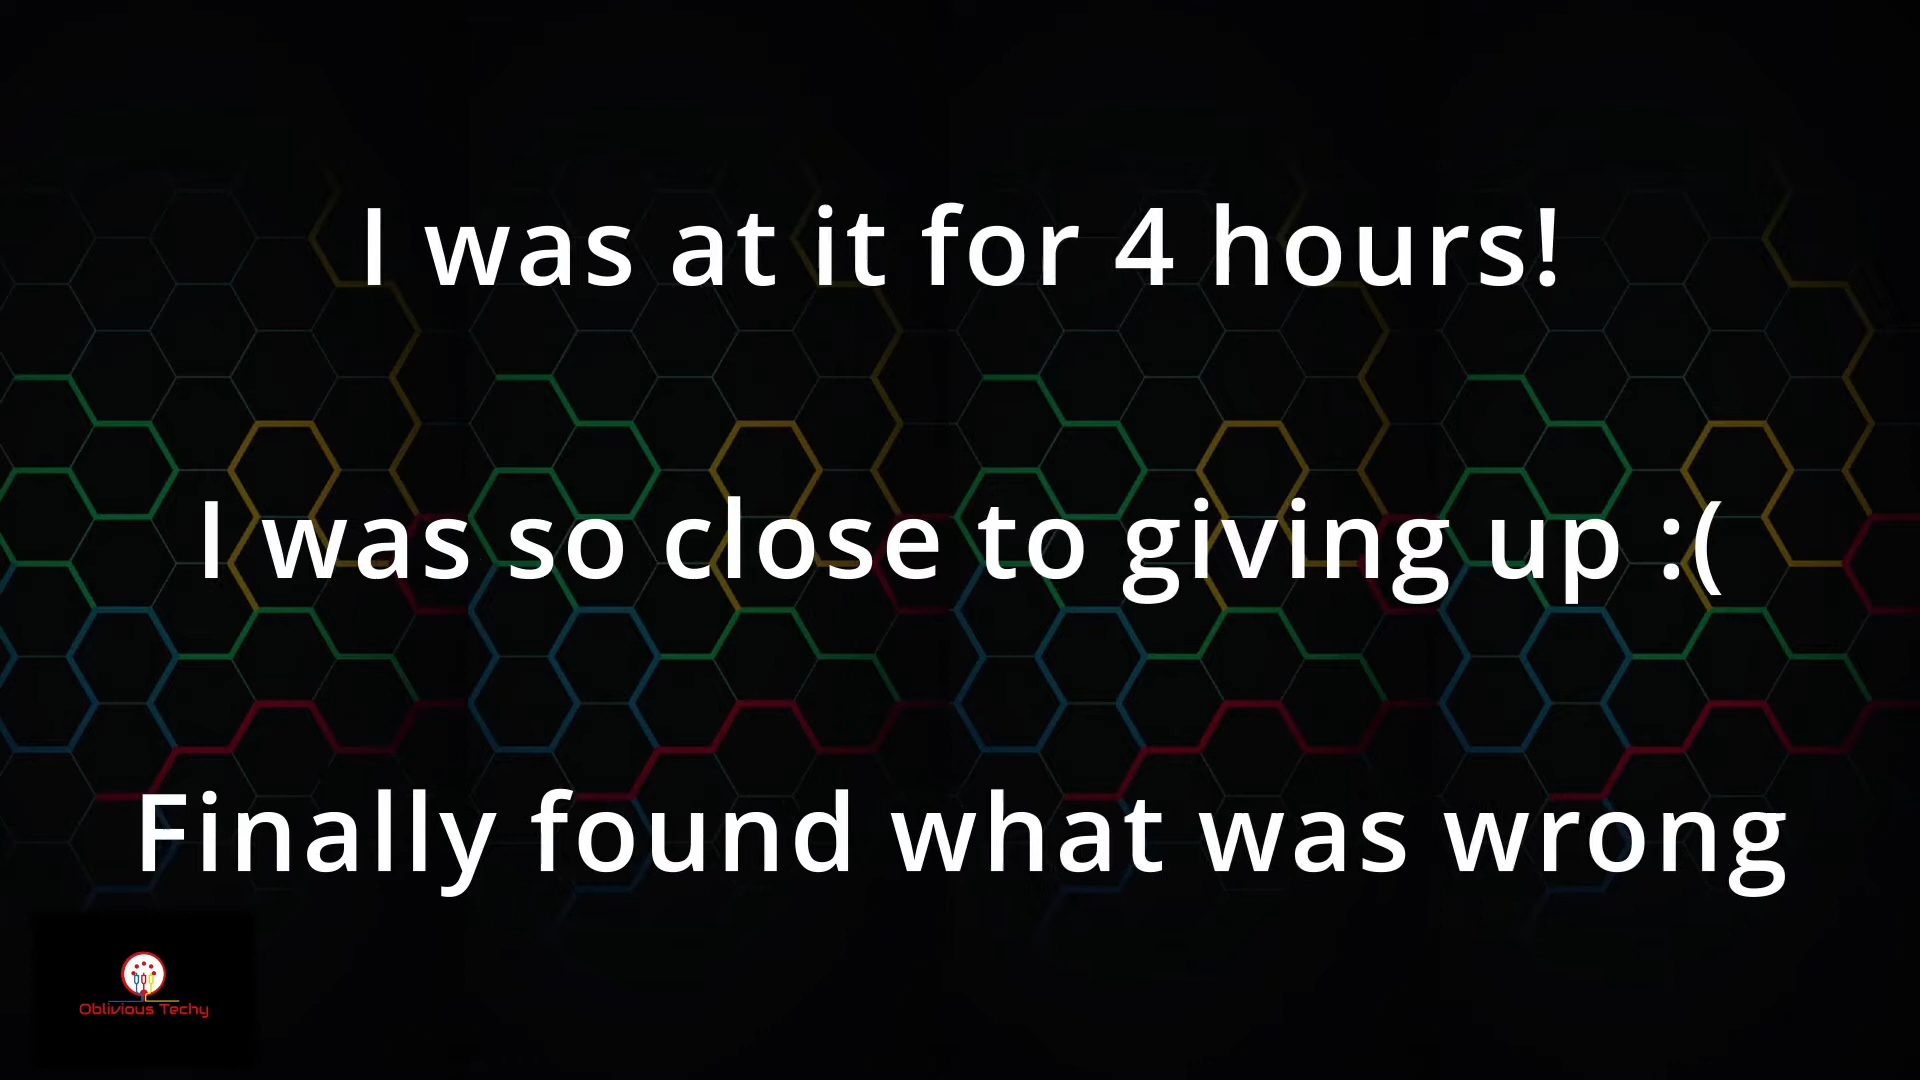 I was at it for 4 hours!
I was so close to giving up :(
Finally found what was wrong
Oblivious Techy